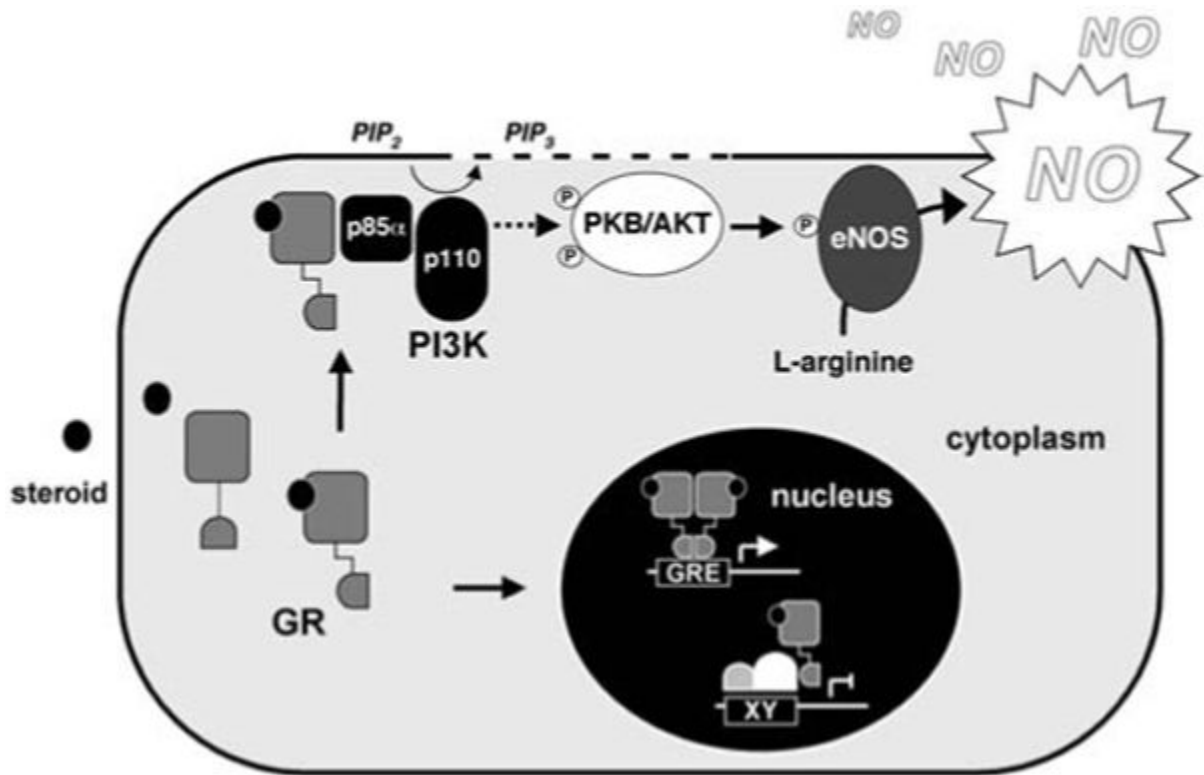 NO
NO
NO
NO
PIP₂
PIP₃
p85α
p110
PI3K
P
P
PKB/AKT
P
eNOS
L-arginine
steroid
GR
cytoplasm
nucleus
GRE
XY